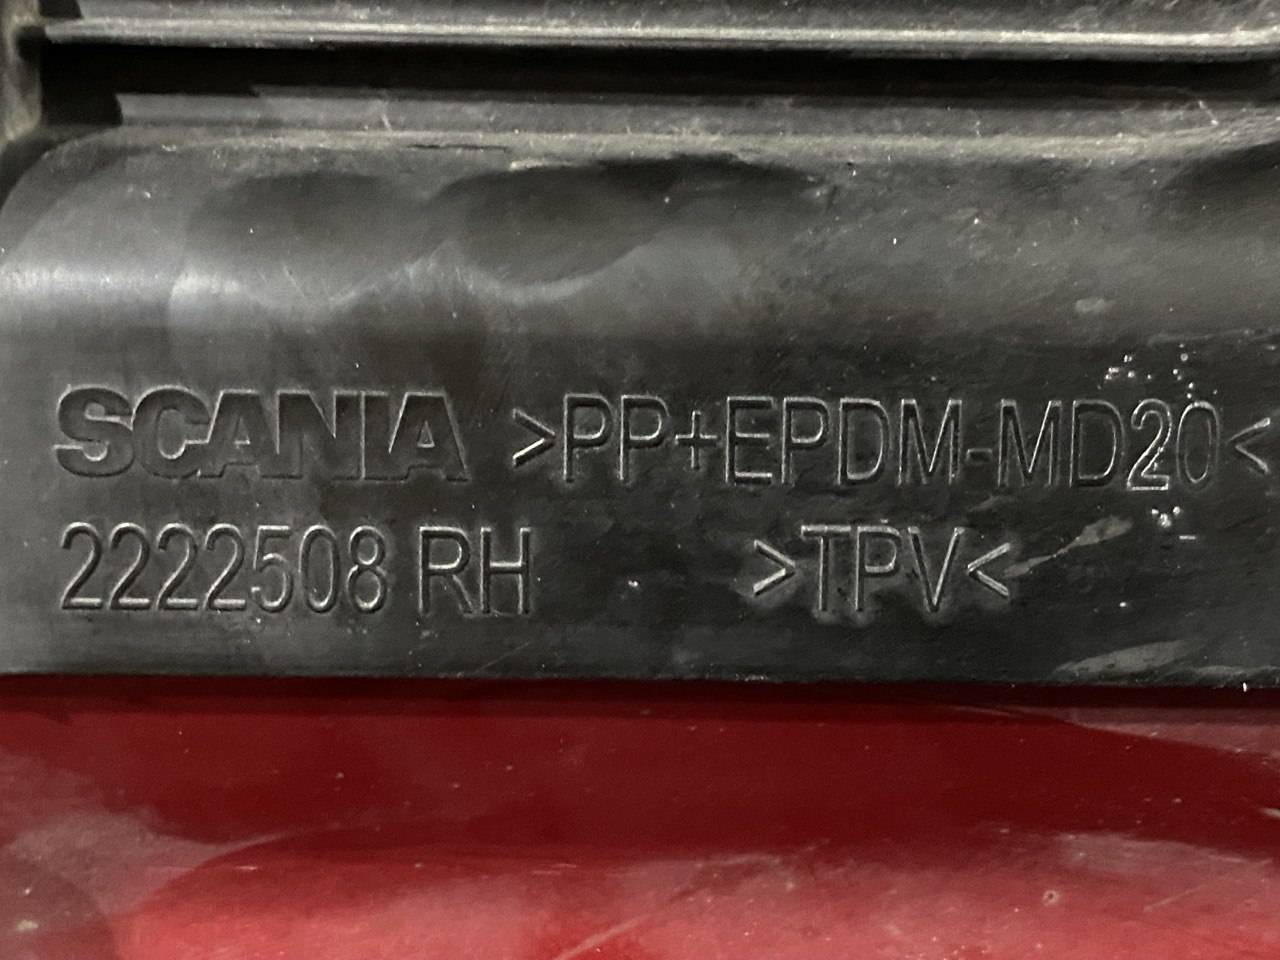 SCANIA >PP+EPDM-MD20<
2222508 RH >TPV<